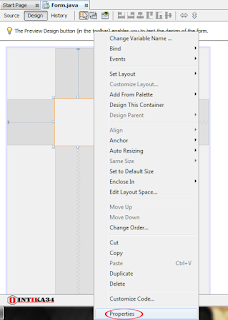 Start Page
Form.java
Source
Design
History
The Preview Design button (in the toolbar) enables you to test the design of the form.
Change Variable Name ...
Bind
Events
Set Layout
Customize Layout...
Add From Palette
Design This Container
Design Parent
Align
Anchor
Auto Resizing
Same Size
Set to Default Size
Enclose In
Edit Layout Space...
Move Up
Move Down
Change Order...
Cut
Copy
Paste Ctrl+V
Duplicate
Delete
Customize Code...
Properties
INTIKA34